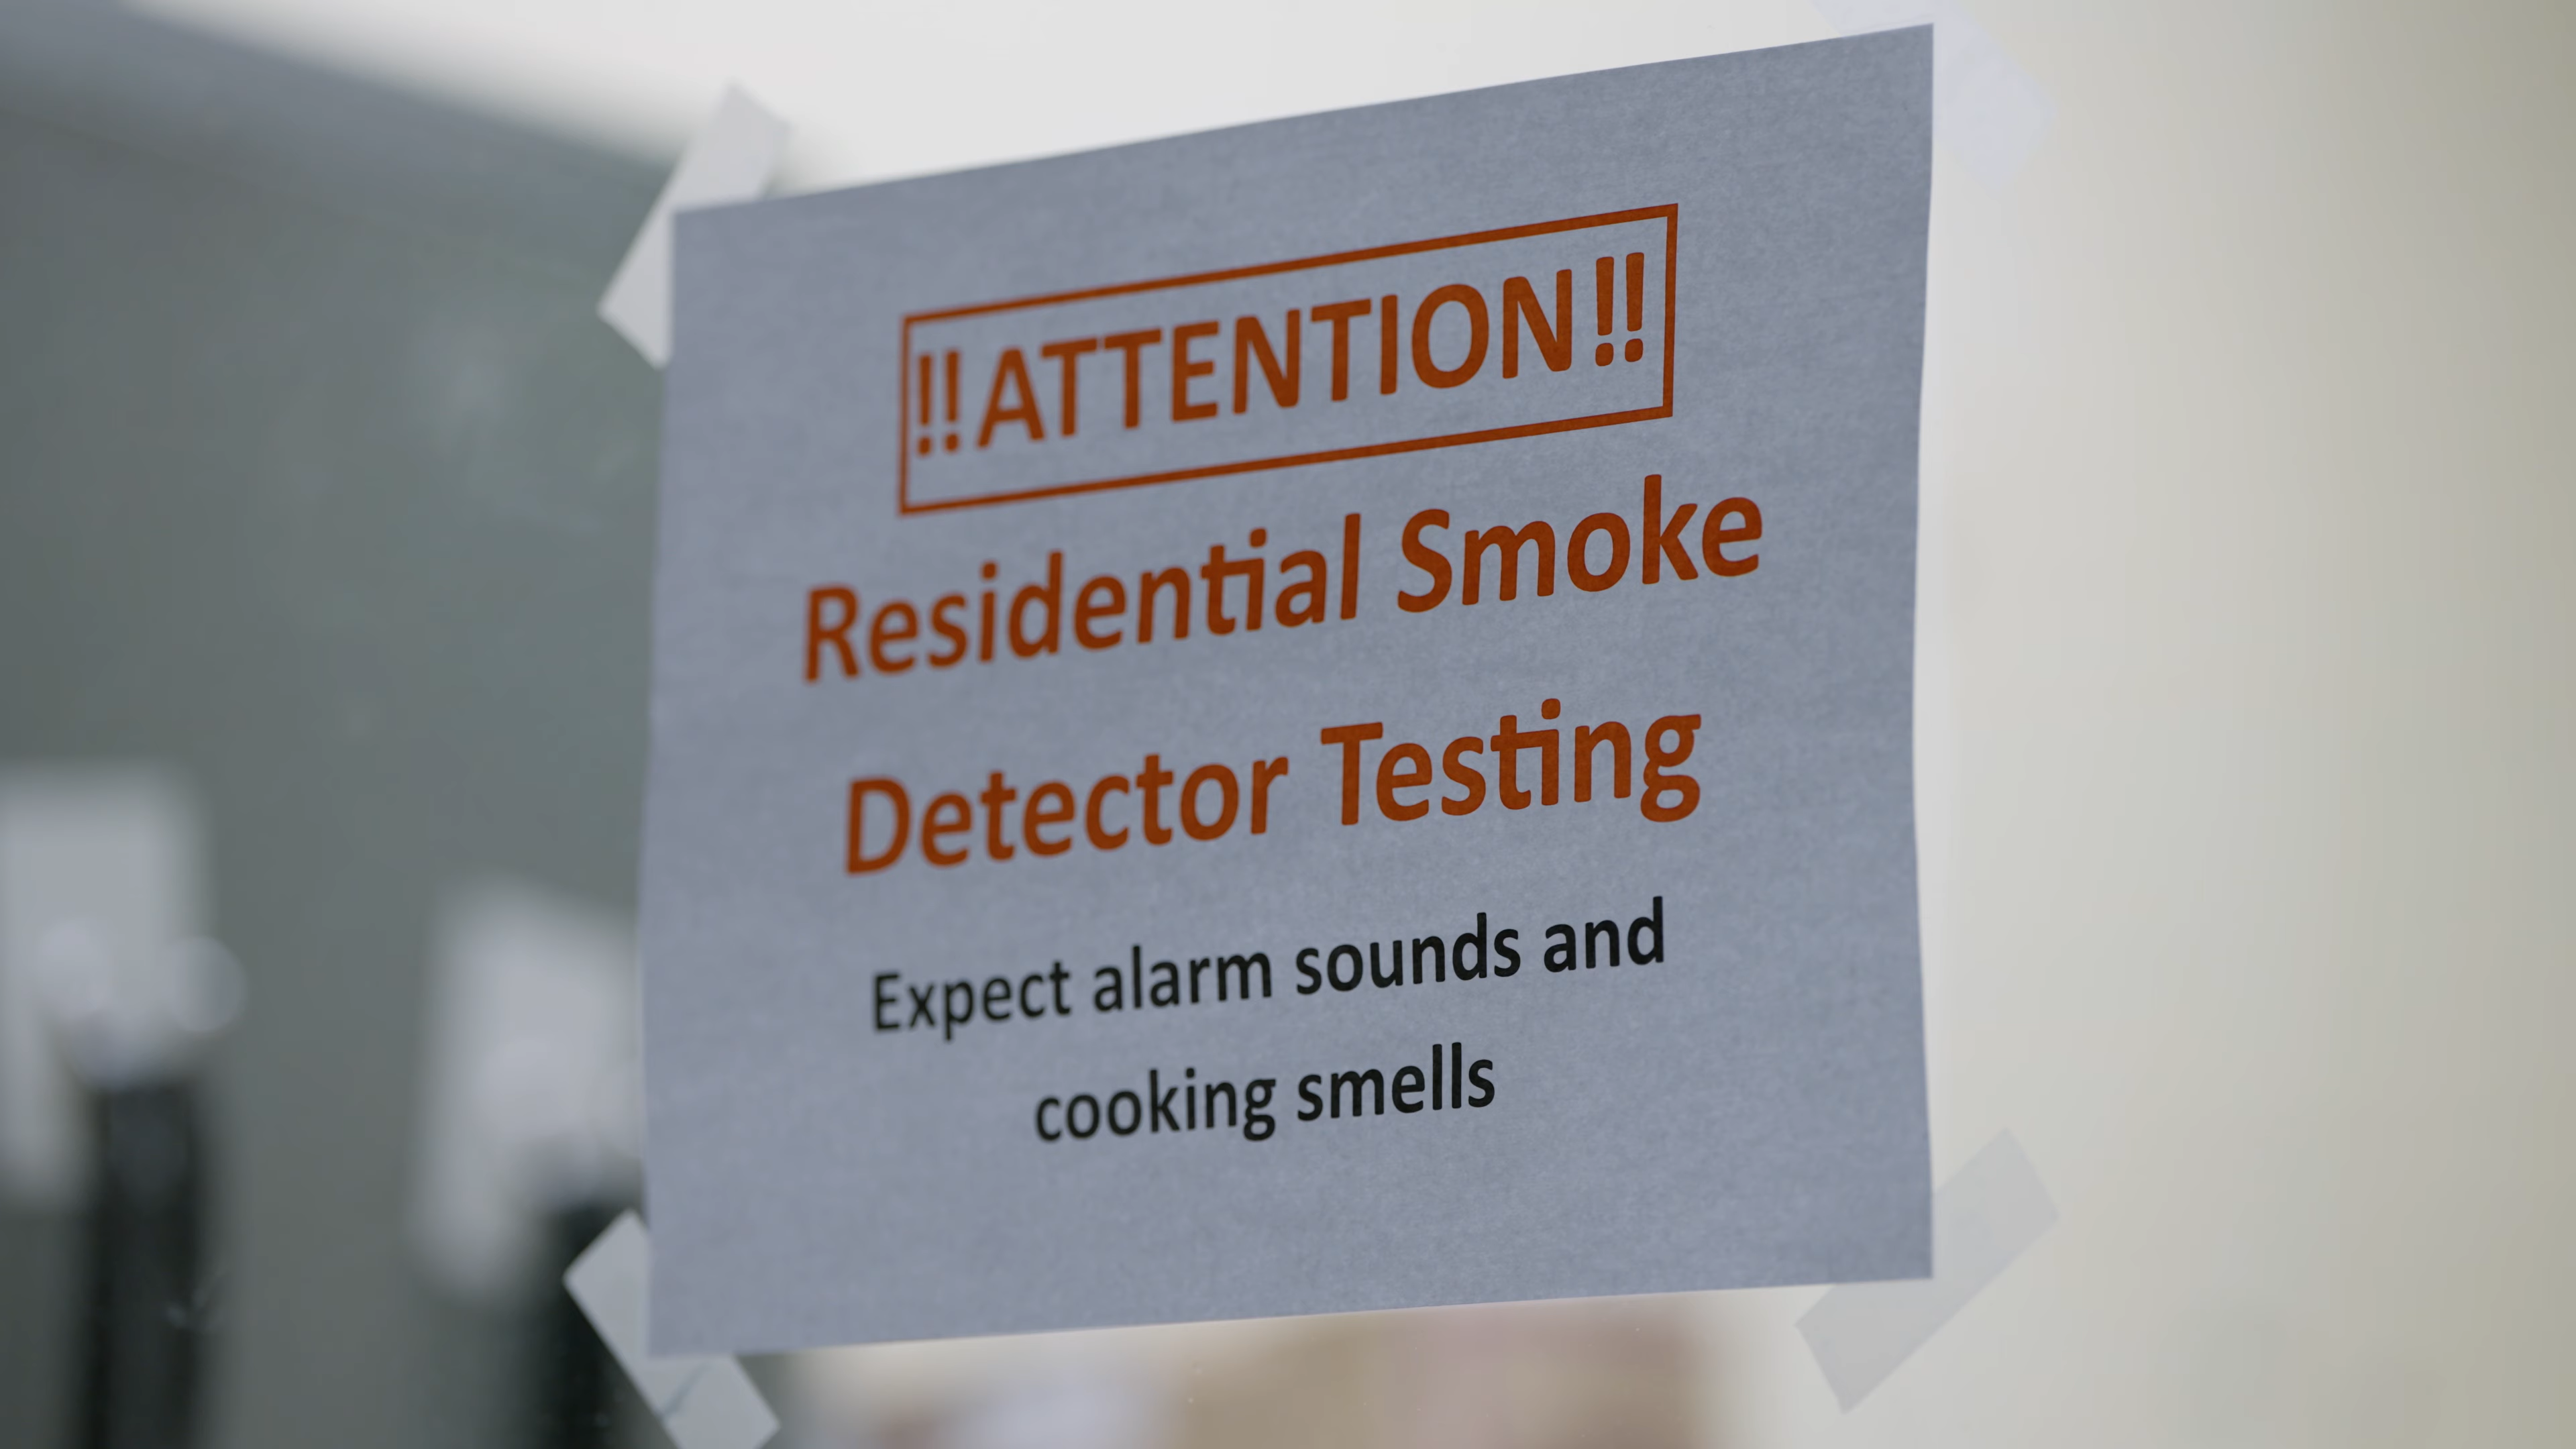 !!ATTENTION!!
Residential Smoke
Detector Testing
Expect alarm sounds and
cooking smells